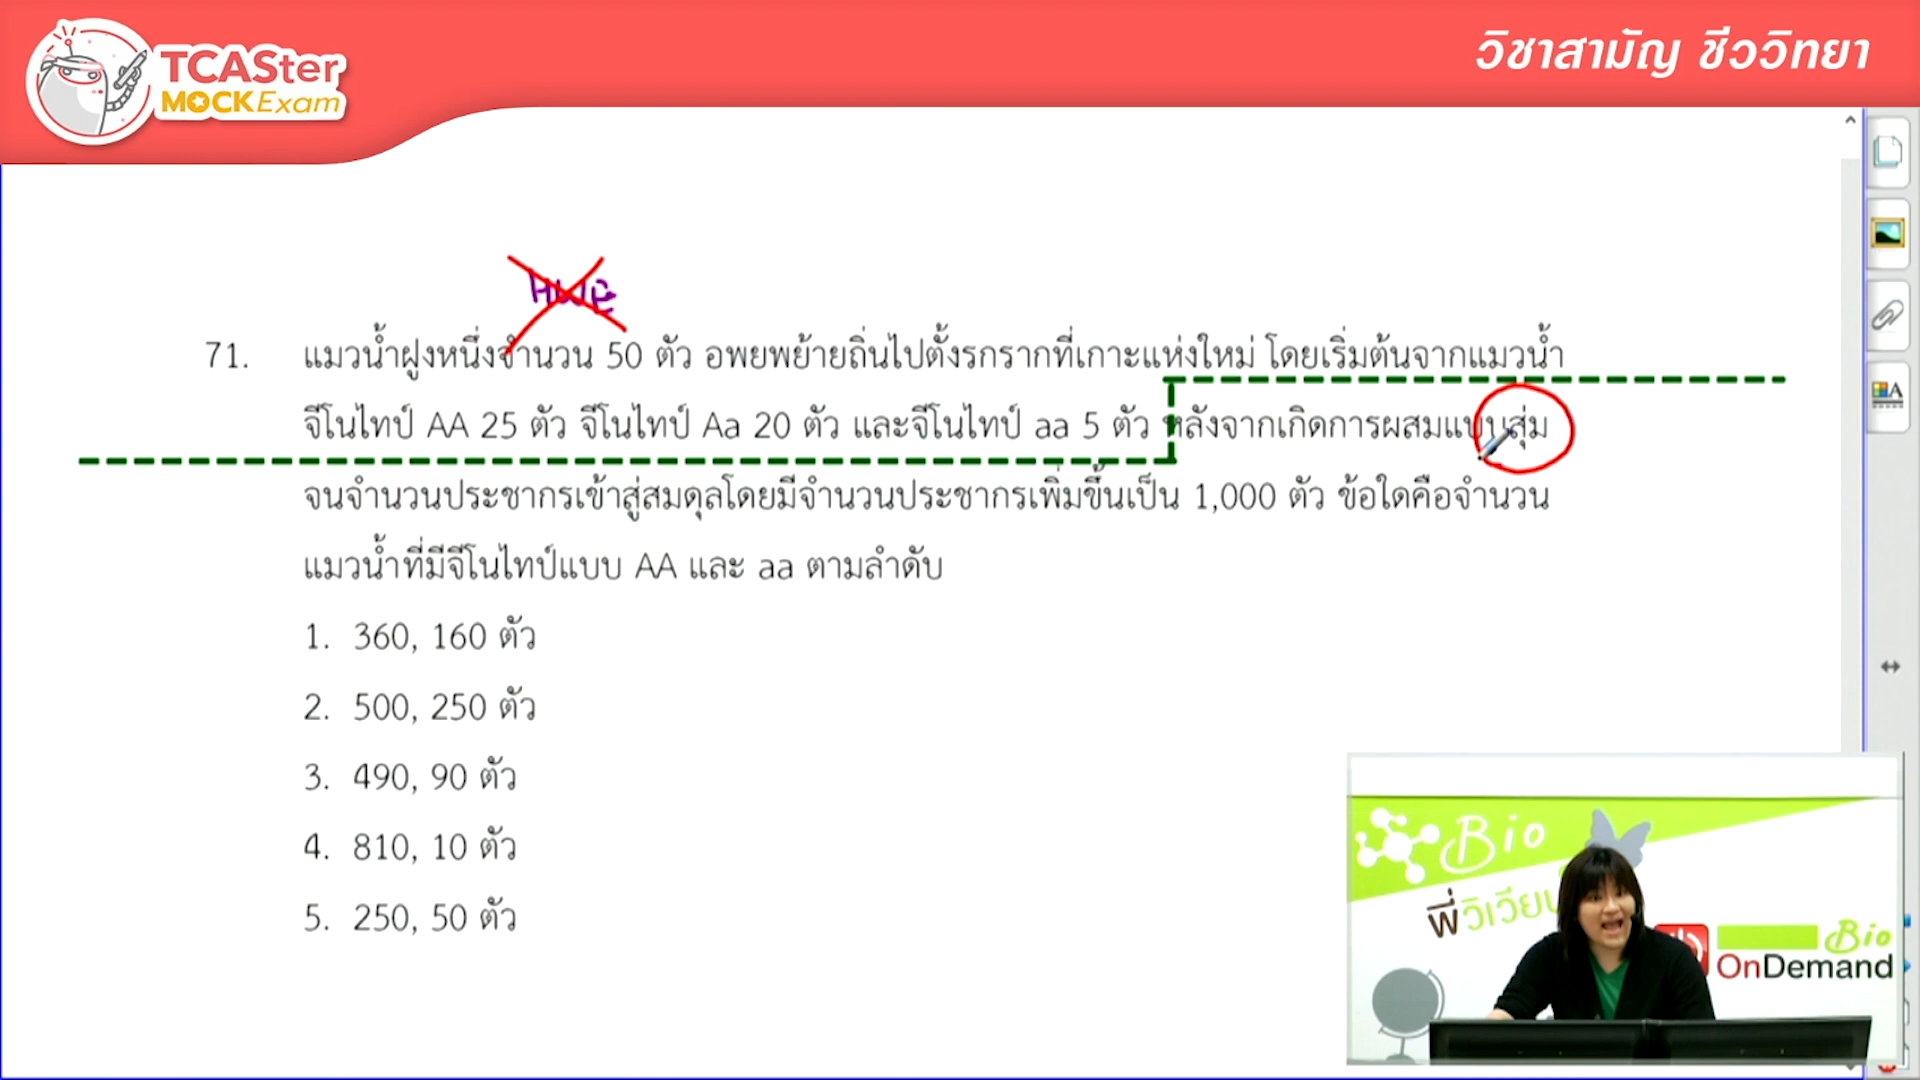 TCASter
MOCK Exam
วิชาสามัญ ชีววิทยา
HWE
71. แมวน้ำฝูงหนึ่งจำนวน 50 ตัว อพยพย้ายถิ่นไปตั้งรกรากที่เกาะแห่งใหม่ โดยเริ่มต้นจากแมวน้ำ
จีโนไทป์ AA 25 ตัว จีโนไทป์ Aa 20 ตัว และจีโนไทป์ aa 5 ตัว หลังจากเกิดการผสมแบบสุ่ม
จนจำนวนประชากรเข้าสู่สมดุลโดยมีจำนวนประชากรเพิ่มขึ้นเป็น 1,000 ตัว ข้อใดคือจำนวน
แมวน้ำที่มีจีโนไทป์แบบ AA และ aa ตามลำดับ
1. 360, 160 ตัว
2. 500, 250 ตัว
3. 490, 90 ตัว
4. 810, 10 ตัว
5. 250, 50 ตัว
Bio
พี่วิเวียน
Bio
OnDemand